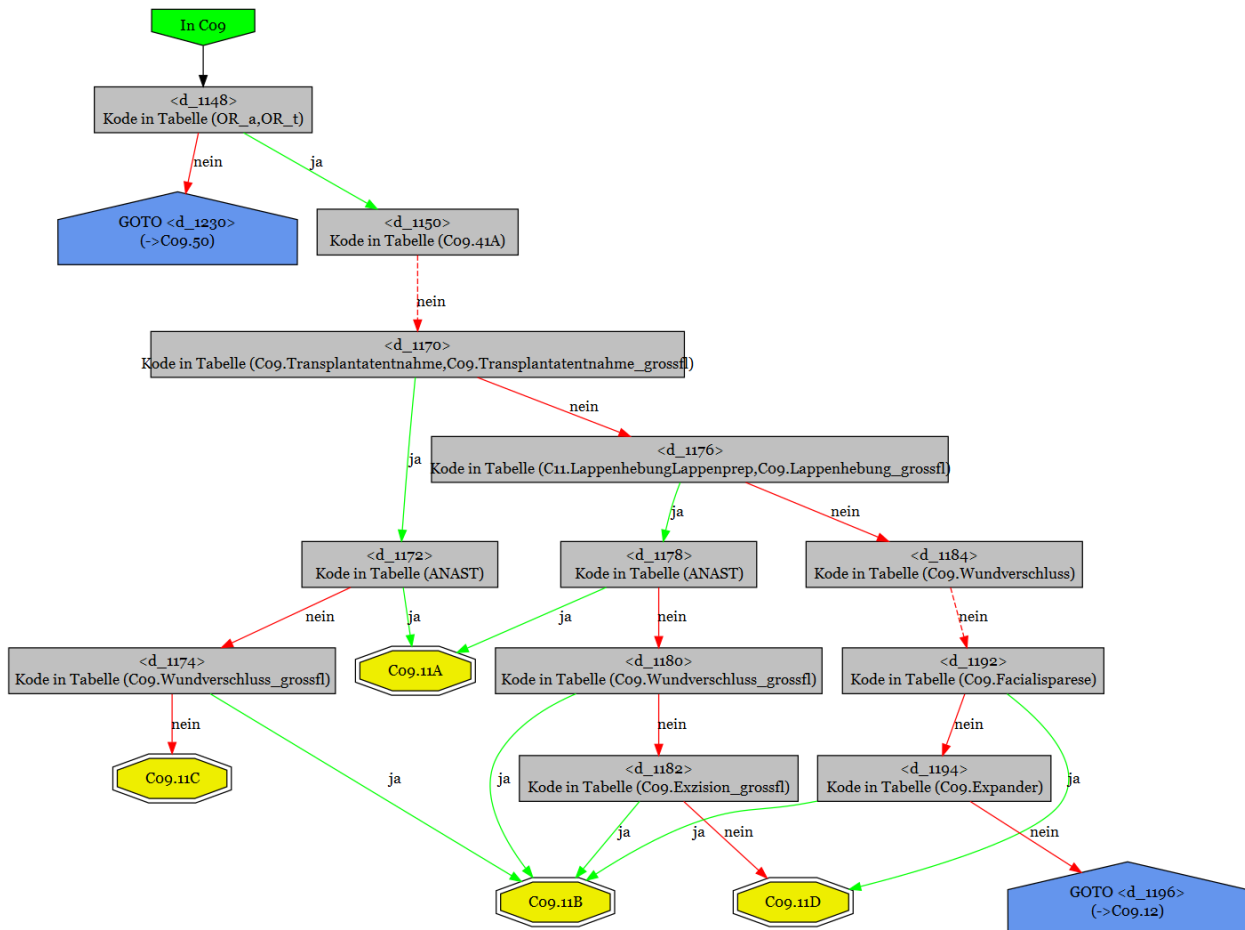 In C09
<d_1148>
Kode in Tabelle (OR_a,OR_t)
nein
ja
GOTO <d_1230>
(->C09.50)
<d_1150>
Kode in Tabelle (C09.41A)
nein
<d_1170>
Kode in Tabelle (C09.Transplantatentnahme,C09.Transplantatentnahme_grossfl)
nein
ja
<d_1176>
Kode in Tabelle (C11.LappenhebungLappenprep,C09.Lappenhebung_grossfl)
ja
nein
<d_1172>
Kode in Tabelle (ANAST)
<d_1178>
Kode in Tabelle (ANAST)
<d_1184>
Kode in Tabelle (C09.Wundverschluss)
nein
ja
ja
nein
nein
<d_1174>
Kode in Tabelle (C09.Wundverschluss_grossfl)
C09.11A
<d_1180>
Kode in Tabelle (C09.Wundverschluss_grossfl)
<d_1192>
Kode in Tabelle (C09.Facialisparese)
nein
nein
nein
C09.11C
ja
ja
<d_1182>
Kode in Tabelle (C09.Exzision_grossfl)
<d_1194>
Kode in Tabelle (C09.Expander)
ja
ja
nein
ja
nein
C09.11B
C09.11D
GOTO <d_1196>
(->C09.12)